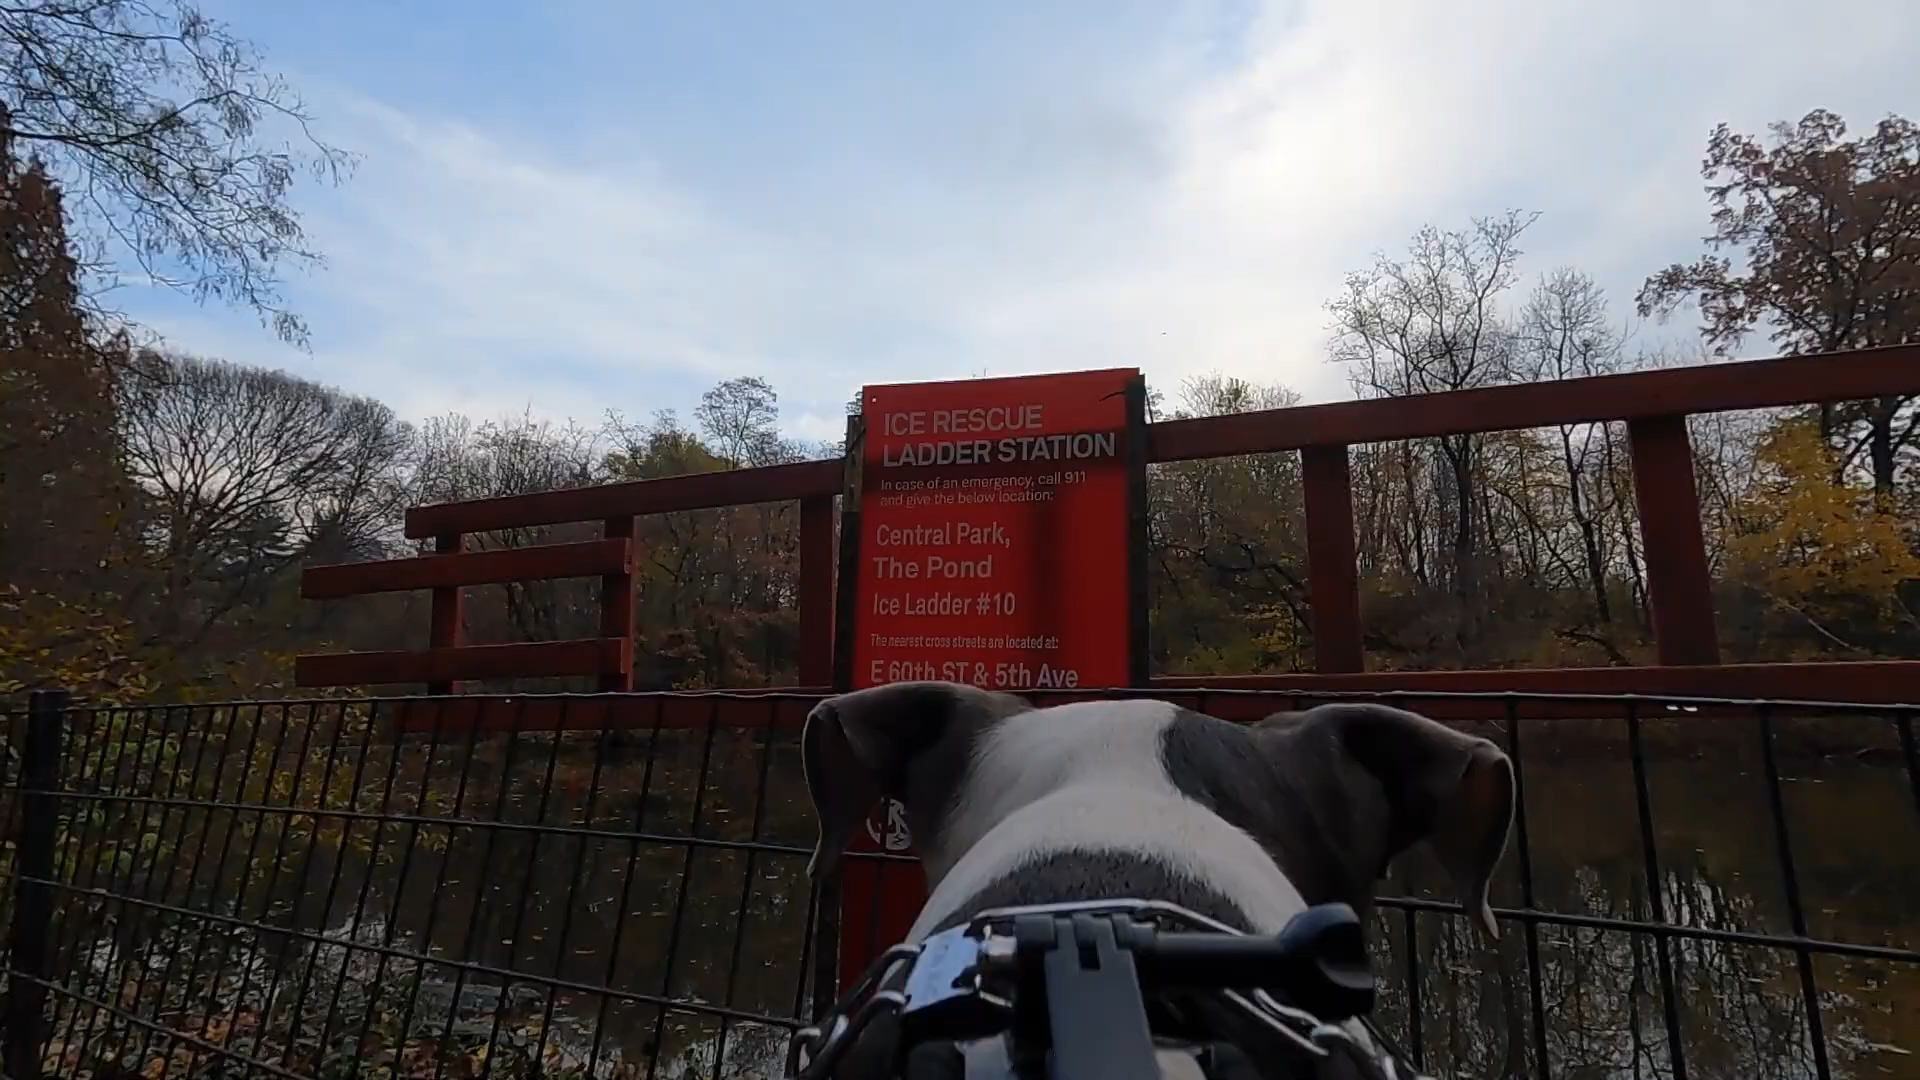 ICE RESCUE
LADDER STATION
In case of an emergency, call 911
and give the below location:
Central Park,
The Pond
Ice Ladder #10
The nearest cross streets are located at:
E 60th ST & 5th Ave